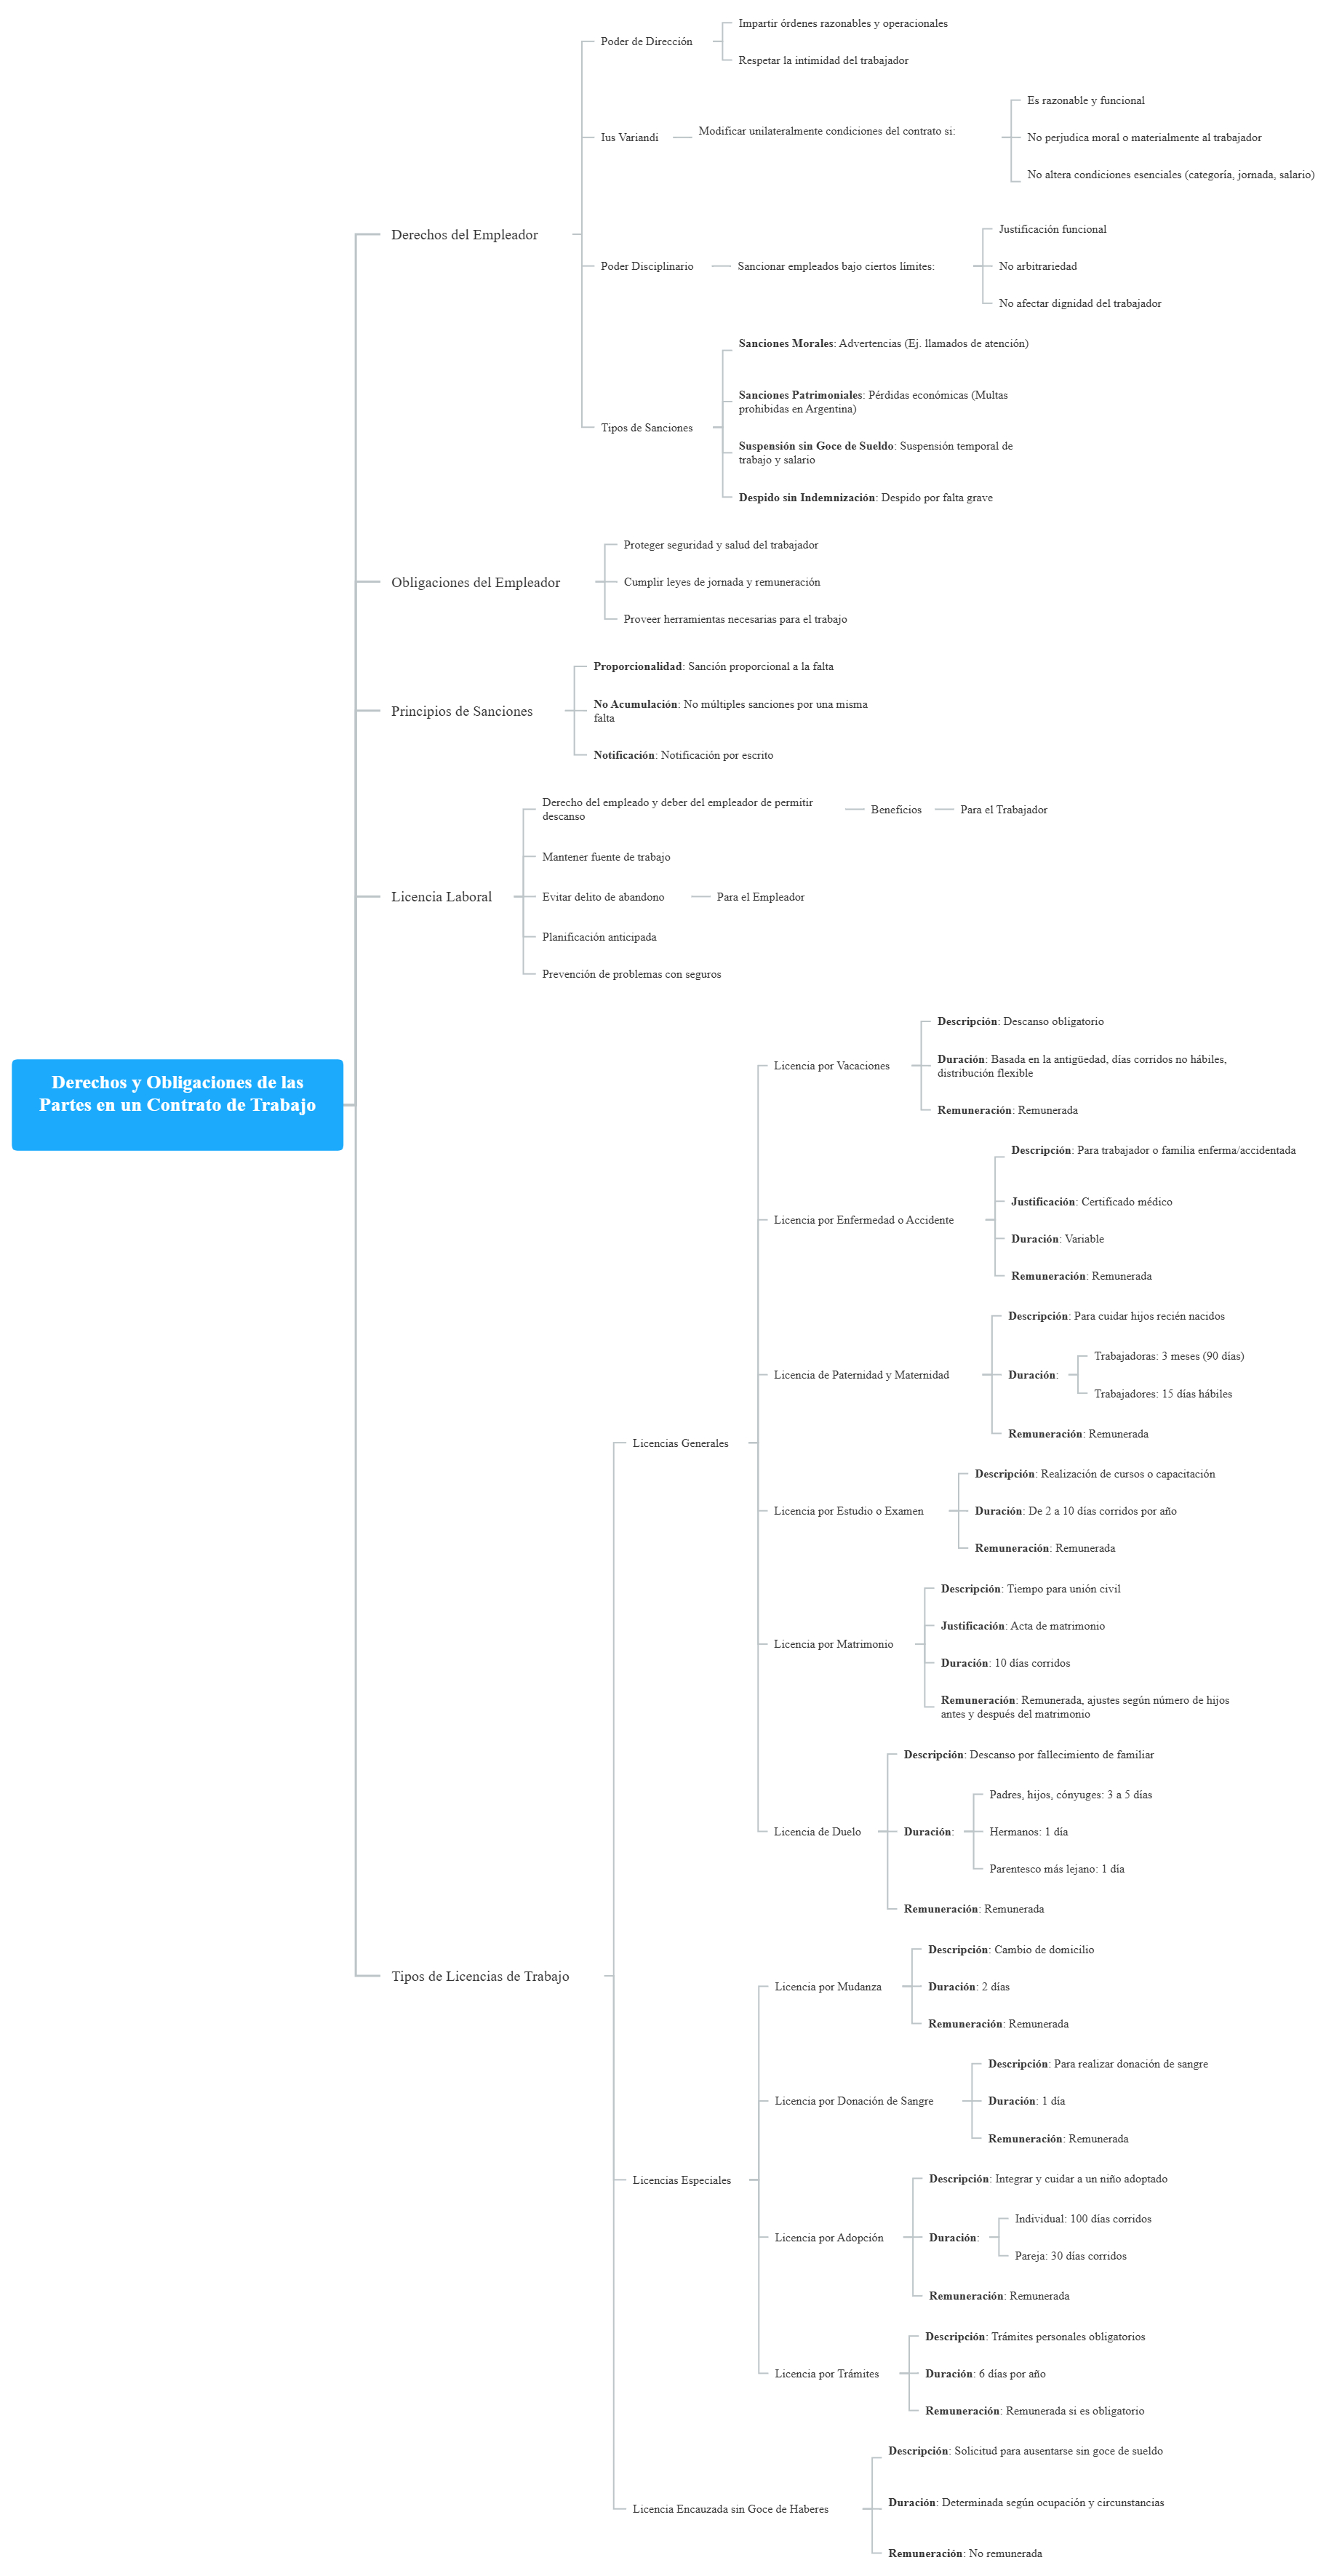 Derechos y Obligaciones de las
Partes en un Contrato de Trabajo
Derechos del Empleador
Poder de Dirección
Impartir órdenes razonables y operacionales
Respetar la intimidad del trabajador
Ius Variandi
Modificar unilateralmente condiciones del contrato si:
Es razonable y funcional
No perjudica moral o materialmente al trabajador
No altera condiciones esenciales (categoría, jornada, salario)
Poder Disciplinario
Sancionar empleados bajo ciertos límites:
Justificación funcional
No arbitrariedad
No afectar dignidad del trabajador
Tipos de Sanciones
Sanciones Morales: Advertencias (Ej. llamados de atención)
Sanciones Patrimoniales: Pérdidas económicas (Multas
prohibidas en Argentina)
Suspensión sin Goce de Sueldo: Suspensión temporal de
trabajo y salario
Despido sin Indemnización: Despido por falta grave
Obligaciones del Empleador
Proteger seguridad y salud del trabajador
Cumplir leyes de jornada y remuneración
Proveer herramientas necesarias para el trabajo
Principios de Sanciones
Proporcionalidad: Sanción proporcional a la falta
No Acumulación: No múltiples sanciones por una misma
falta
Notificación: Notificación por escrito
Licencia Laboral
Derecho del empleado y deber del empleador de permitir
descanso
Beneficios
Para el Trabajador
Mantener fuente de trabajo
Evitar delito de abandono
Para el Empleador
Planificación anticipada
Prevención de problemas con seguros
Tipos de Licencias de Trabajo
Licencias Generales
Licencia por Vacaciones
Descripción: Descanso obligatorio
Duración: Basada en la antigüedad, días corridos no hábiles,
distribución flexible
Remuneración: Remunerada
Licencia por Enfermedad o Accidente
Descripción: Para trabajador o familia enferma/accidentada
Justificación: Certificado médico
Duración: Variable
Remuneración: Remunerada
Licencia de Paternidad y Maternidad
Descripción: Para cuidar hijos recién nacidos
Duración:
Trabajadoras: 3 meses (90 días)
Trabajadores: 15 días hábiles
Remuneración: Remunerada
Licencia por Estudio o Examen
Descripción: Realización de cursos o capacitación
Duración: De 2 a 10 días corridos por año
Remuneración: Remunerada
Licencia por Matrimonio
Descripción: Tiempo para unión civil
Justificación: Acta de matrimonio
Duración: 10 días corridos
Remuneración: Remunerada, ajustes según número de hijos
antes y después del matrimonio
Licencia de Duelo
Descripción: Descanso por fallecimiento de familiar
Duración:
Padres, hijos, cónyuges: 3 a 5 días
Hermanos: 1 día
Parentesco más lejano: 1 día
Remuneración: Remunerada
Licencias Especiales
Licencia por Mudanza
Descripción: Cambio de domicilio
Duración: 2 días
Remuneración: Remunerada
Licencia por Donación de Sangre
Descripción: Para realizar donación de sangre
Duración: 1 día
Remuneración: Remunerada
Licencia por Adopción
Descripción: Integrar y cuidar a un niño adoptado
Duración:
Individual: 100 días corridos
Pareja: 30 días corridos
Remuneración: Remunerada
Licencia por Trámites
Descripción: Trámites personales obligatorios
Duración: 6 días por año
Remuneración: Remunerada si es obligatorio
Licencia Encauzada sin Goce de Haberes
Descripción: Solicitud para ausentarse sin goce de sueldo
Duración: Determinada según ocupación y circunstancias
Remuneración: No remunerada